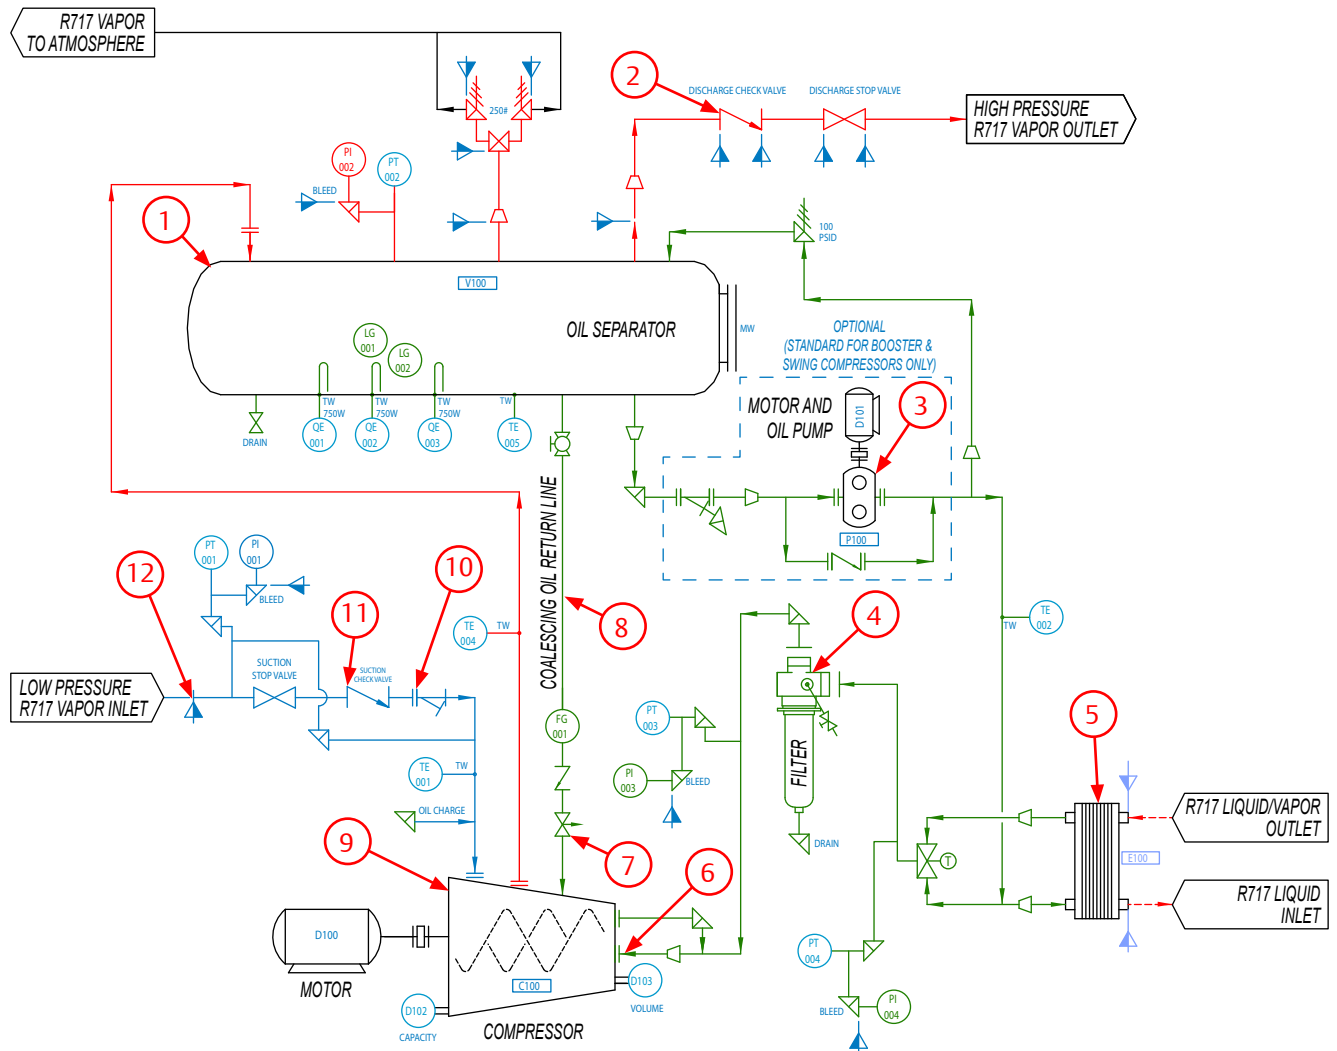 R717 VAPOR
TO ATMOSPHERE
2
DISCHARGE CHECK VALVE
DISCHARGE STOP VALVE
HIGH PRESSURE
R717 VAPOR OUTLET
250#
PI
002
PT
002
BLEED
1
100
PSID
V100
OIL SEPARATOR
MW
LG
001
LG
002
OPTIONAL
(STANDARD FOR BOOSTER &
SWING COMPRESSORS ONLY)
TW
750W
TW
750W
TW
750W
TW
QE
001
QE
002
QE
003
TE
005
DRAIN
MOTOR AND
OIL PUMP
D101
3
P100
COALESCING OIL RETURN LINE
12
PT
001
PI
001
BLEED
10
11
TE
004
TW
8
4
TE
002
TW
SUCTION
STOP VALVE
SUCTION
CHECK VALVE
LOW PRESSURE
R717 VAPOR INLET
FG
001
PT
003
PI
003
BLEED
FILTER
DRAIN
5
TE
001
TW
OIL CHARGE
R717 LIQUID/VAPOR
OUTLET
E100
T
R717 LIQUID
INLET
9
7
6
D100
MOTOR
C100
D103
VOLUME
D102
CAPACITY
COMPRESSOR
PT
004
PI
004
BLEED